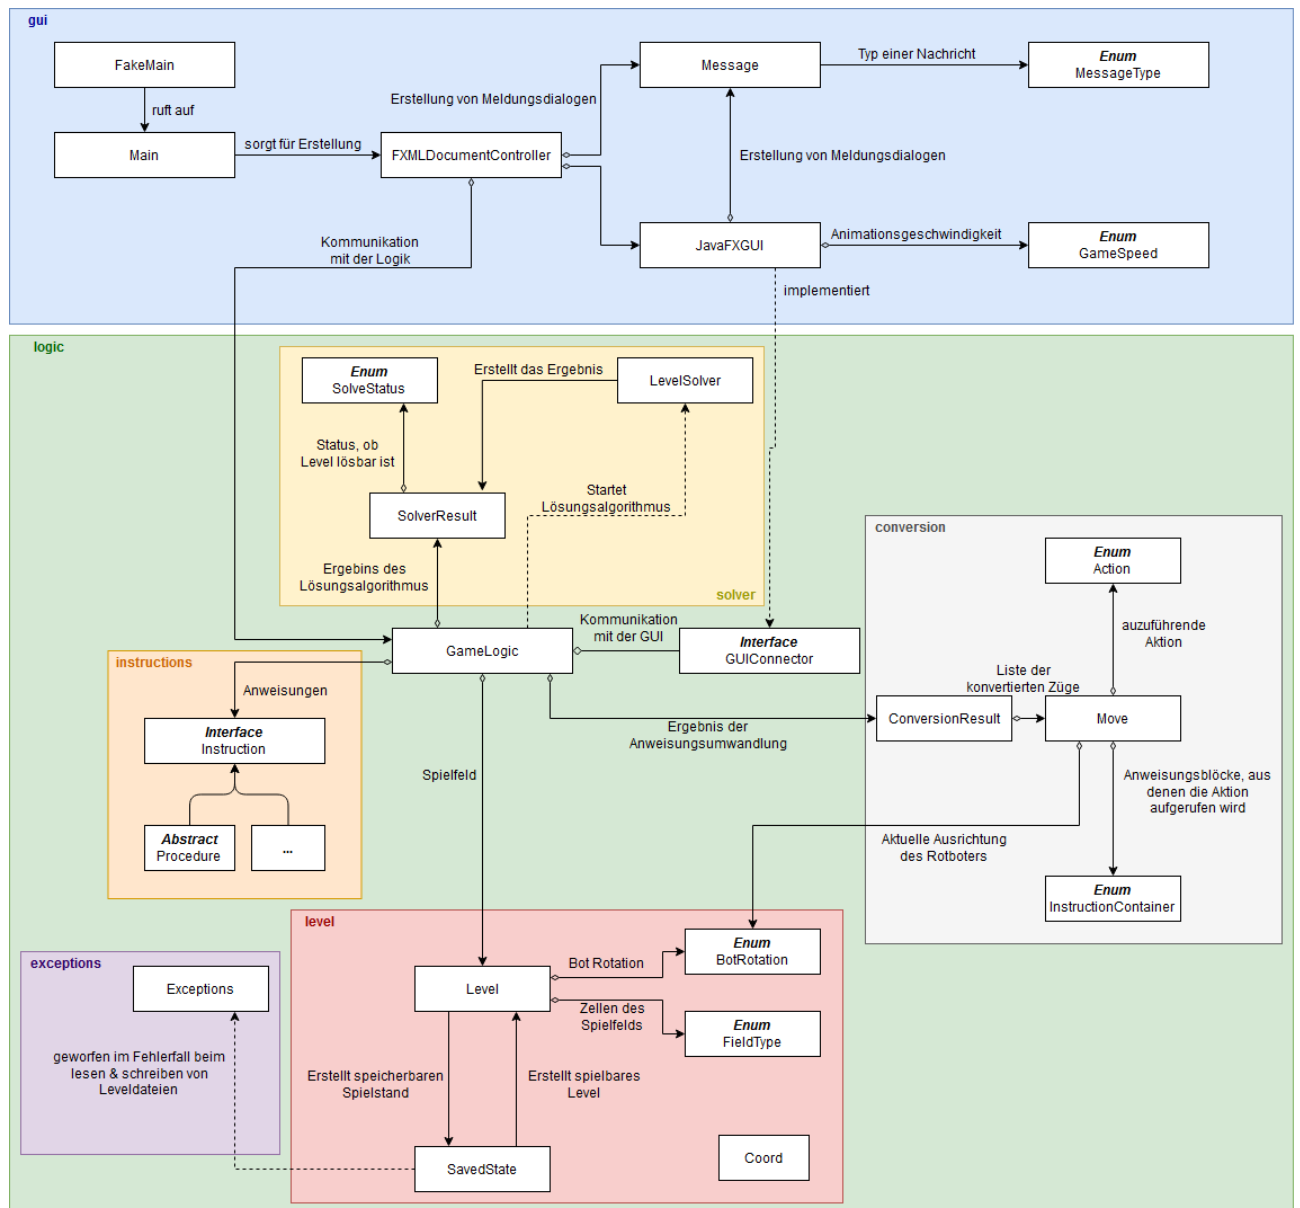 gui
FakeMain
ruft auf
Main
sorgt für Erstellung
FXMLDocumentController
Erstellung von Meldungsdialogen
Message
Typ einer Nachricht
Enum
MessageType
Erstellung von Meldungsdialogen
JavaFXGUI
Animationsgeschwindigkeit
Enum
GameSpeed
Kommunikation
mit der Logik
implementiert
logic
Enum
SolveStatus
Erstellt das Ergebnis
LevelSolver
Status, ob
Level lösbar ist
SolverResult
Startet
Lösungsalgorithmus
Ergebins des
Lösungsalgorithmus
solver
conversion
Enum
Action
auzuführende
Aktion
Liste der
konvertierten Züge
ConversionResult
Move
Anweisungsblöcke, aus
denen die Aktion
aufgerufen wird
Enum
InstructionContainer
GameLogic
Kommunikation
mit der GUI
Interface
GUIConnector
Ergebnis der
Anweisungsumwandlung
Aktuelle Ausrichtung
des Rotboters
instructions
Anweisungen
Interface
Instruction
Abstract
Procedure
...
Spielfeld
level
Level
Bot Rotation
Enum
BotRotation
Zellen des
Spielfelds
Enum
FieldType
Erstellt speicherbaren
Spielstand
Erstellt spielbares
Level
SavedState
Coord
exceptions
Exceptions
geworfen im Fehlerfall beim
lesen & schreiben von
Leveldateien